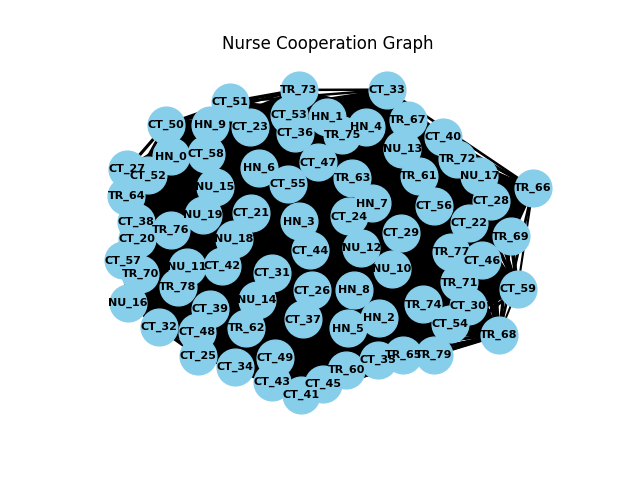 Nurse Cooperation Graph
TR_73
CT_33
CT_51
CT_53
HN_1
TR_67
CT_50
HN_9
CT_23
CT_36
TR_75
HN_4
CT_40
HN_0
CT_58
NU_13
TR_72
CT_47
CT_27
CT_52
HN_6
TR_63
TR_61
NU_17
NU_15
CT_55
TR_66
TR_64
CT_28
HN_7
CT_56
NU_19
CT_21
CT_24
CT_38
HN_3
CT_22
TR_76
CT_29
TR_69
CT_20
NU_18
NU_12
CT_44
TR_77
CT_57
CT_46
NU_11
CT_42
NU_10
TR_70
CT_31
TR_71
TR_78
CT_26
HN_8
CT_59
NU_16
NU_14
TR_74
CT_30
CT_39
CT_37
HN_2
CT_54
CT_32
CT_48
TR_62
HN_5
TR_68
CT_25
CT_49
CT_35
TR_65
TR_79
CT_34
TR_60
CT_43
CT_45
CT_41